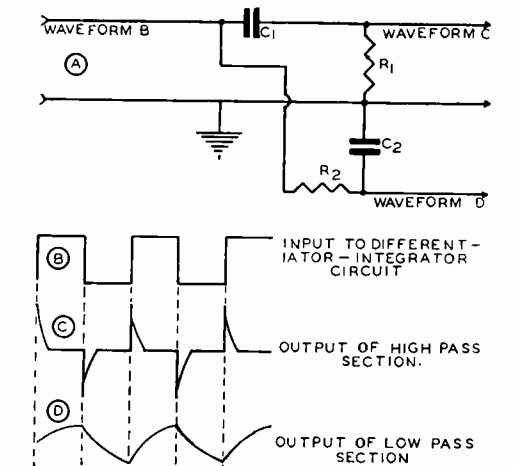 WAVEFORM B
C1
WAVEFORM C
A
R1
C2
R2
WAVEFORM D
B
INPUT TO DIFFERENT-
IATOR-INTEGRATOR
CIRCUIT
C
OUTPUT OF HIGH PASS
SECTION.
D
OUTPUT OF LOW PASS
SECTION